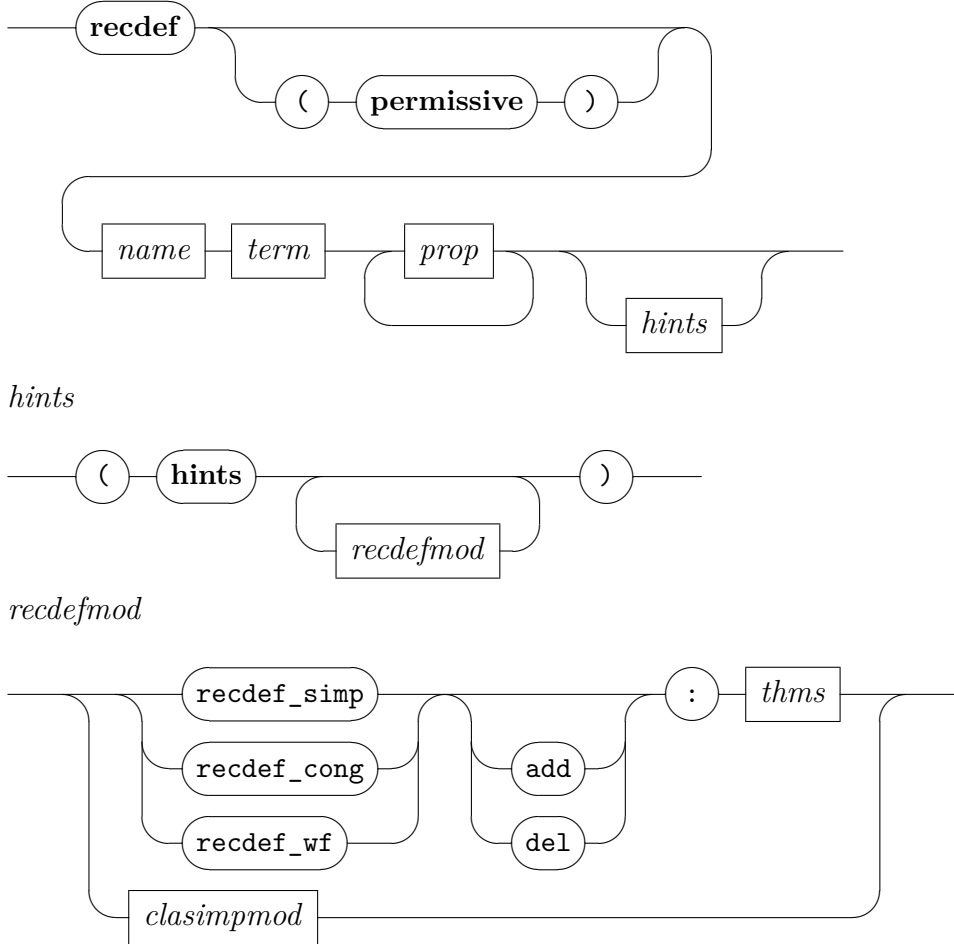 recdef
( permissive )
name term prop
hints
hints
( hints )
recdefmod
recdefmod
recdef_simp : thms
recdef_cong add
recdef_wf del
clasimpmod